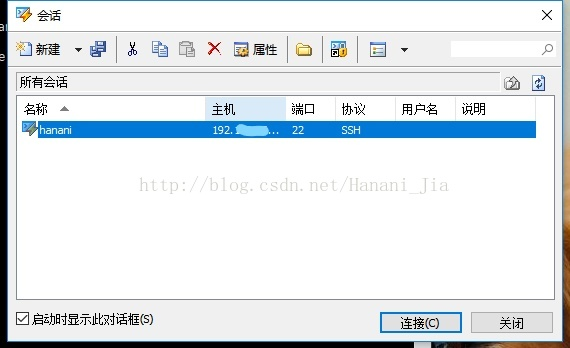 会话
新建
属性
所有会话
名称 主机 端口 协议 用户名 说明
hanani 192.1... 22 SSH
http://blog.csdn.net/Hanani_Jia
启动时显示此对话框(S)
连接(C) 关闭